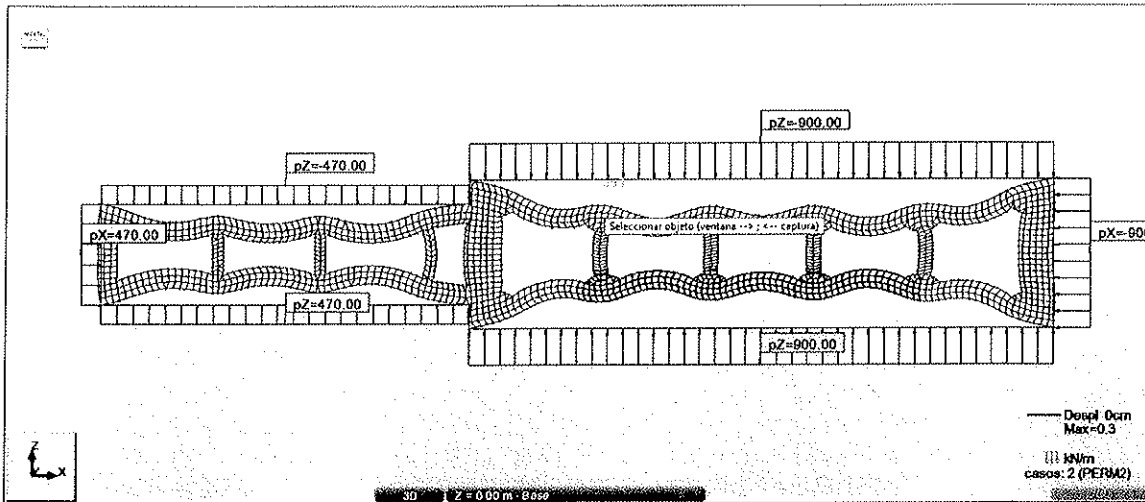 pZ=-900.00
pZ=-470.00
pX=470.00
Seleccionar objeto (ventana --> ; <-- captura)
pX=-900
pZ=470.00
pZ=900.00
Despl 0cm
Max=0.3
kN/m
casos: 2 (PERM2)
Z
X
3D
Z = 0.00 m - Base